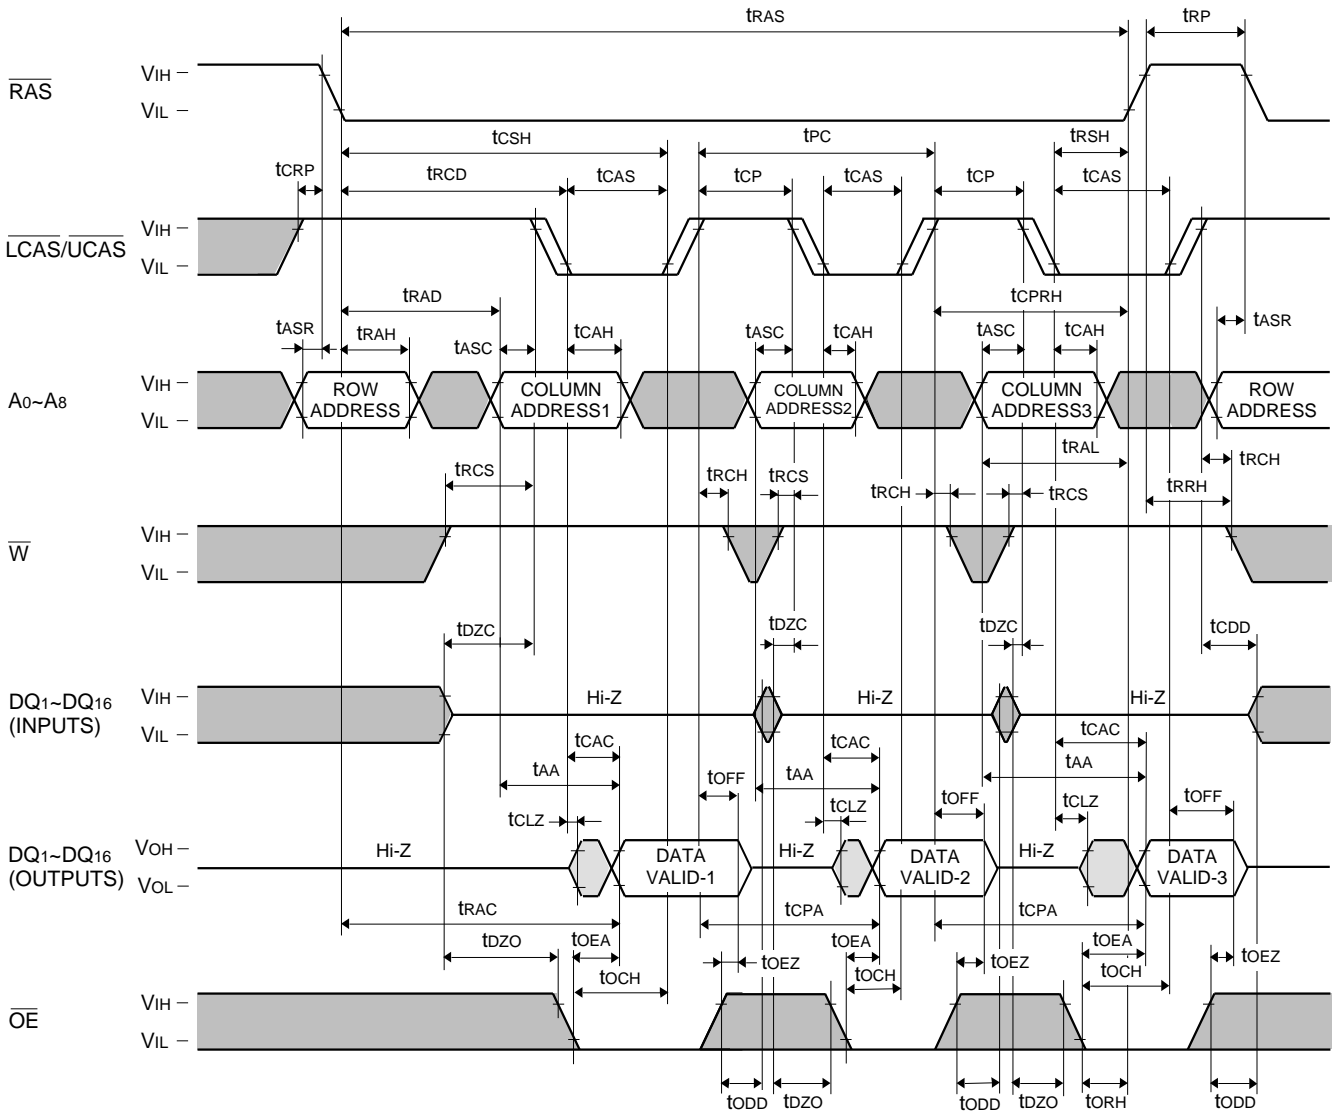 tRAS tRP
RAS VIH
VIL
tCSH tPC tRSH
tCRP tRCD tCAS tCP tCAS tCP tCAS
LCAS/UCAS VIH
VIL
tRAD tCPRH
tASR tRAH tASC tCAH tASC tCAH tASC tCAH tASR
A0~A8 VIH
VIL
ROW ADDRESS
COLUMN ADDRESS1
COLUMN ADDRESS2
COLUMN ADDRESS3
ROW ADDRESS
tRAL
tRCS tRCH tRCS tRCH tRCS tRRH tRCH
W VIH
VIL
tDZC tDZC tDZC tCDD
DQ1~DQ16 (INPUTS) VIH
VIL
Hi-Z Hi-Z Hi-Z
tCAC tCAC tCAC
tAA tOFF tAA tOFF tAA tOFF
tCLZ tCLZ tCLZ
DQ1~DQ16 (OUTPUTS) VOH
VOL
Hi-Z DATA VALID-1 Hi-Z DATA VALID-2 Hi-Z DATA VALID-3
tRAC tCPA tCPA
tDZO tOEA tOEZ tOEA tOEZ tOEA tOEZ
tOCH tOCH tOCH
OE VIH
VIL
tODD tDZO tODD tDZO tORH tODD